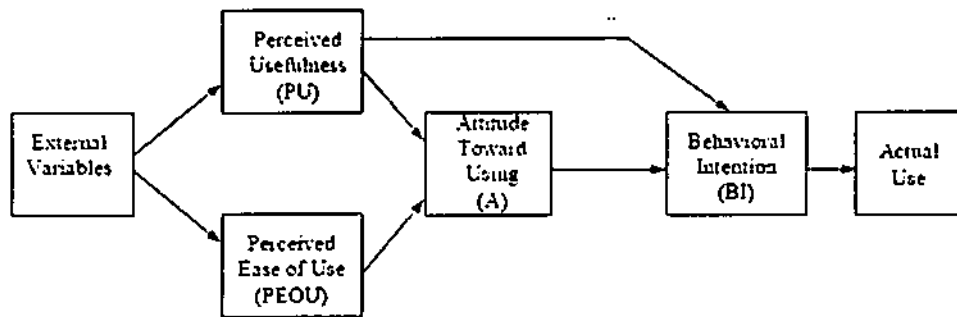 Perceived
Usefulness
(PU)
External
Variables
Attitude
Toward
Using
(A)
Behavioral
Intention
(BI)
Actual
Use
Perceived
Ease of Use
(PEOU)